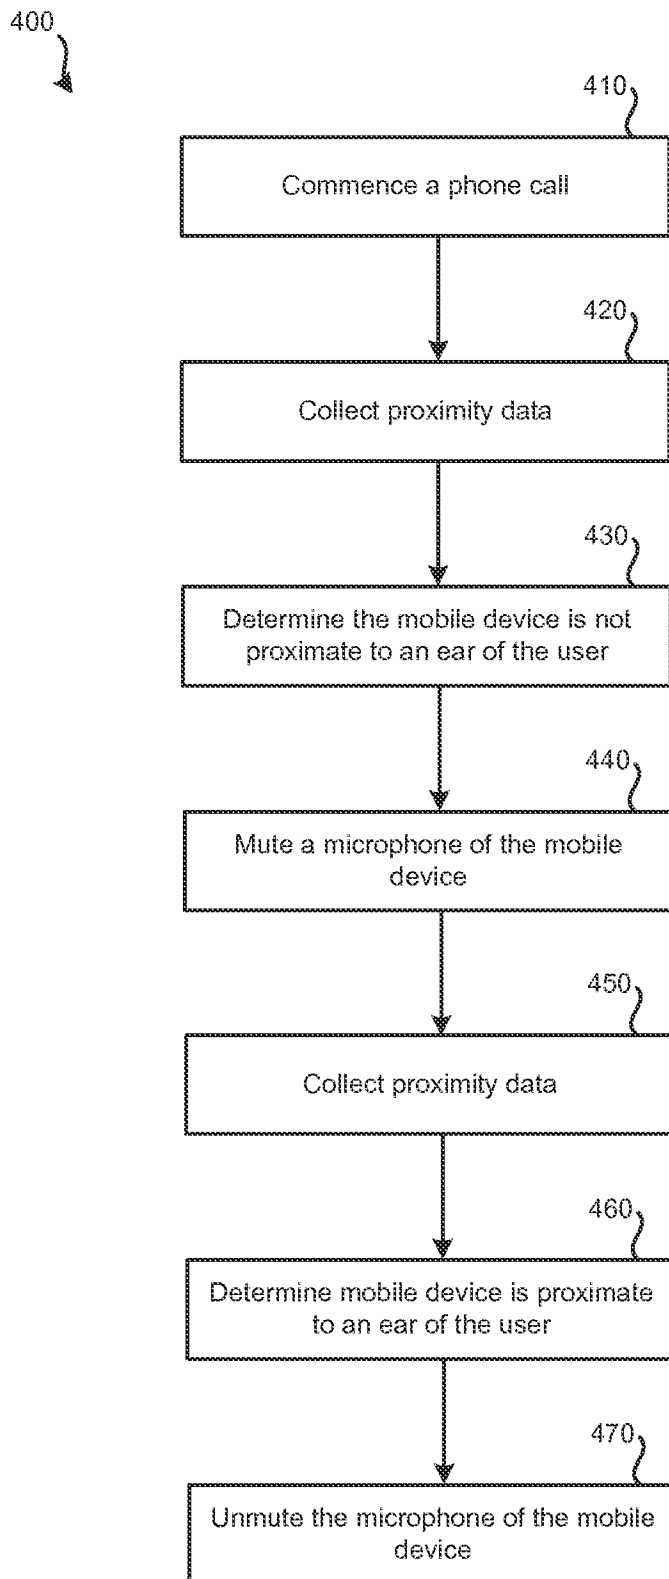 400
410
Commence a phone call
420
Collect proximity data
430
Determine the mobile device is not
proximate to an ear of the user
440
Mute a microphone of the mobile
device
450
Collect proximity data
460
Determine mobile device is proximate
to an ear of the user
470
Unmute the microphone of the mobile
device